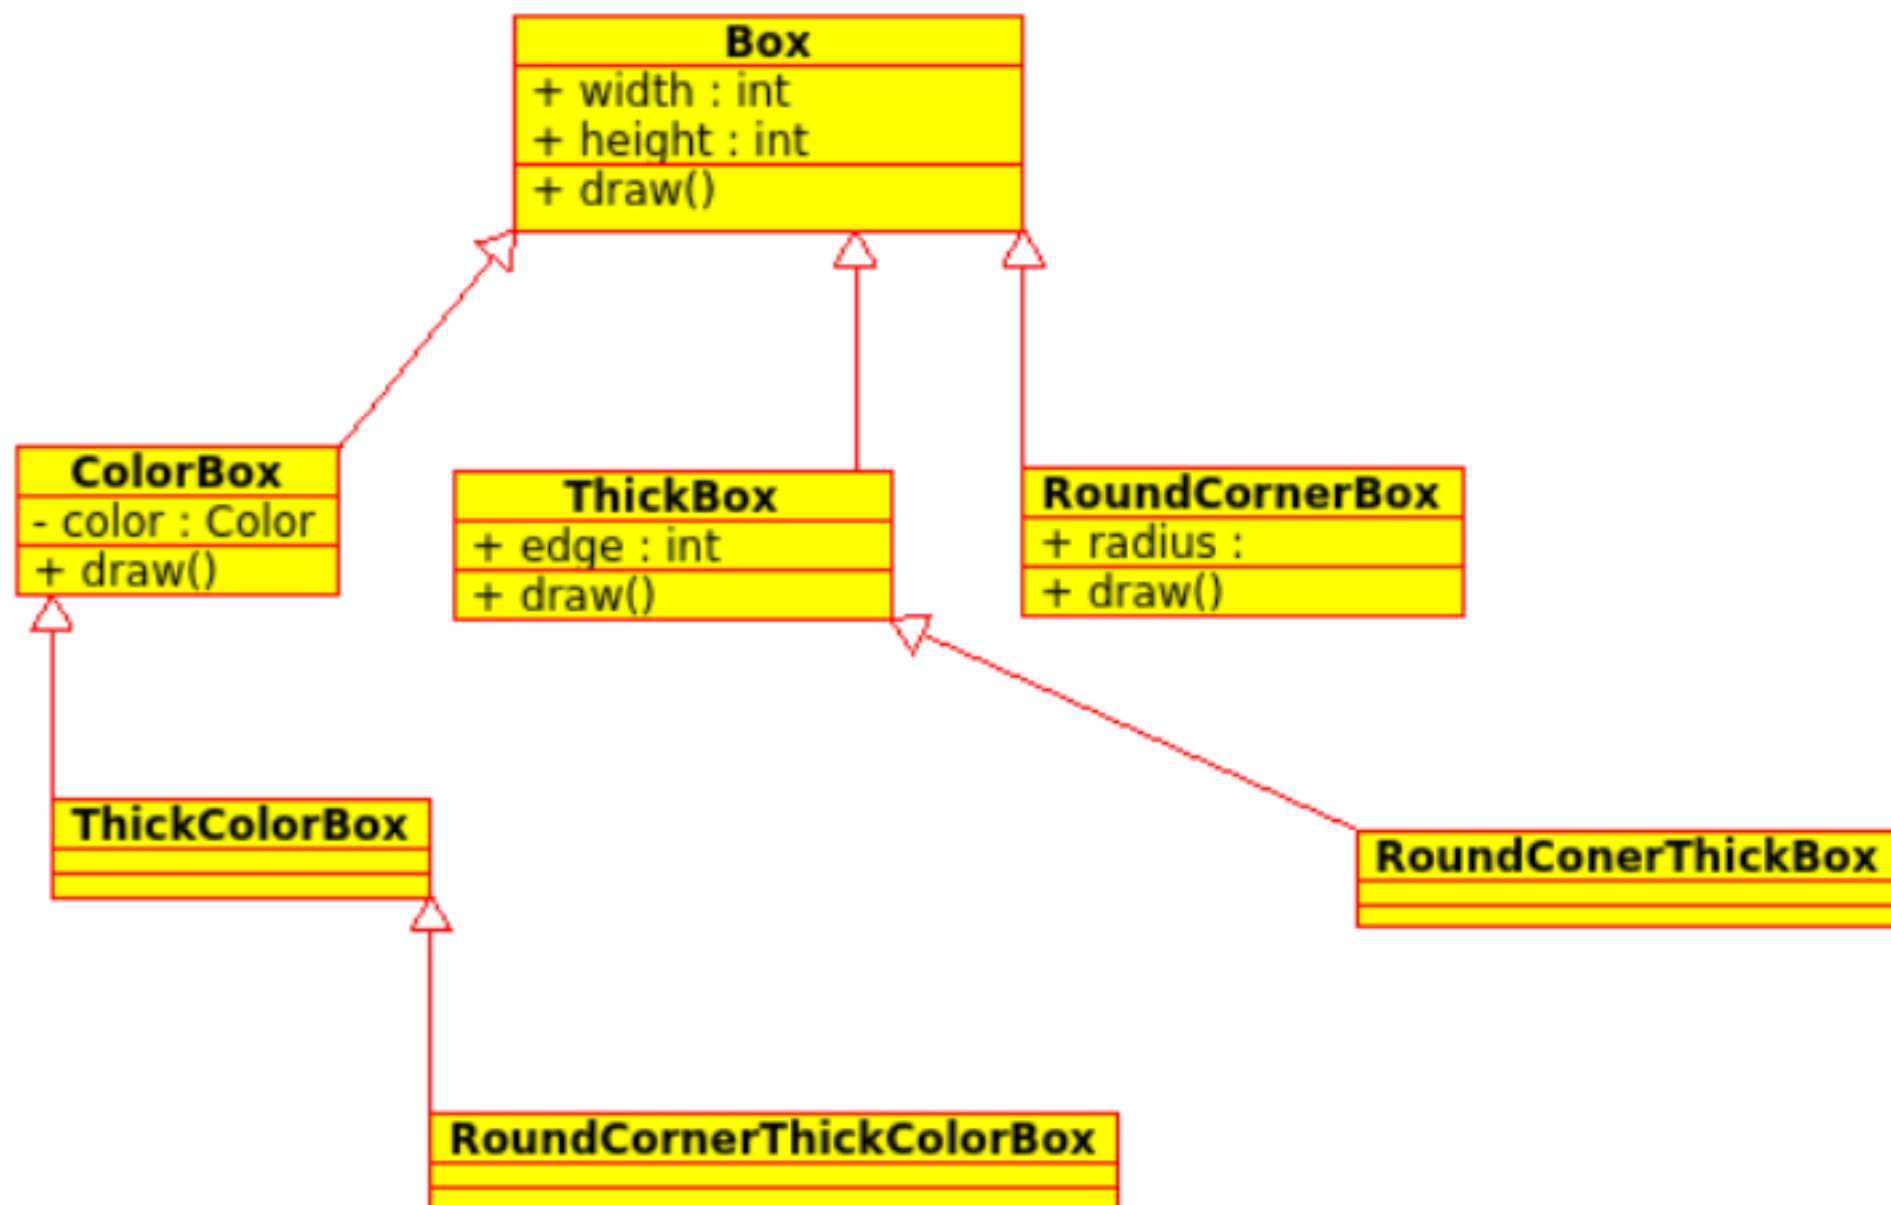 Box
+ width : int
+ height : int
+ draw()
ColorBox
- color : Color
+ draw()
ThickBox
+ edge : int
+ draw()
RoundCornerBox
+ radius :
+ draw()
ThickColorBox
RoundConerThickBox
RoundCornerThickColorBox